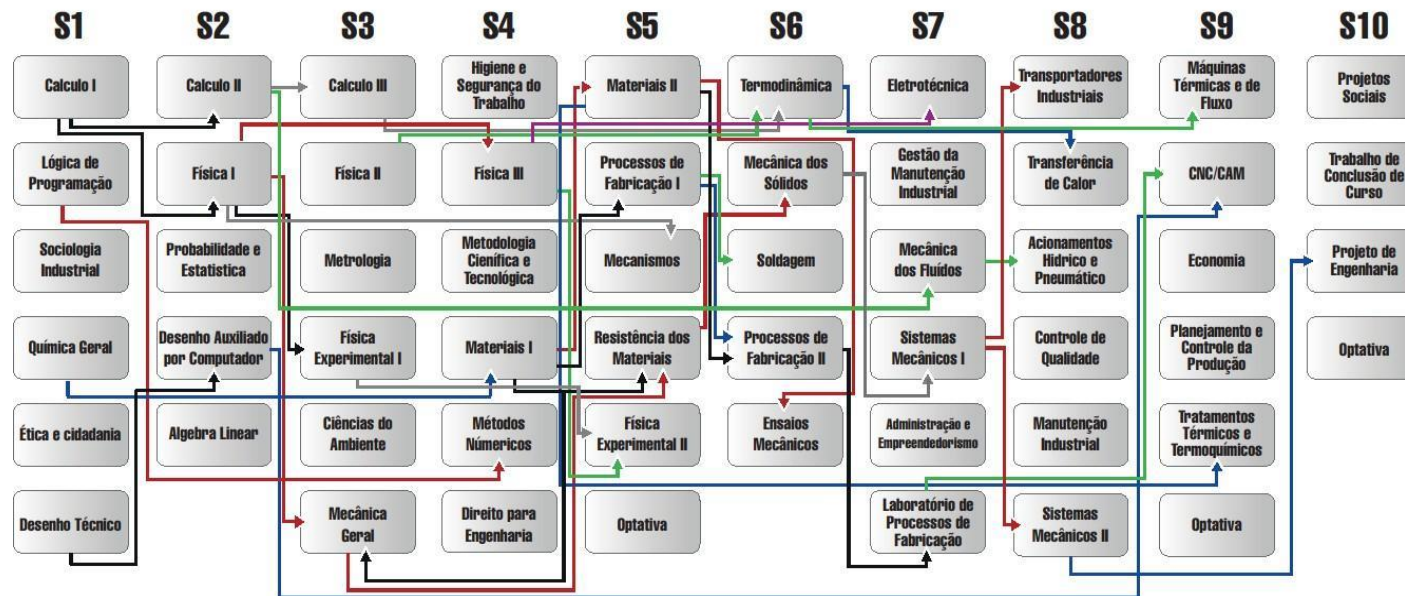 S1 S2 S3 S4 S5 S6 S7 S8 S9 S10
Calculo I
Calculo II
Calculo III
Higiene e
Segurança do
Trabalho
Materiais II
Termodinâmica
Eletrotécnica
Transportadores
Industriais
Máquinas
Térmicas e de
Fluxo
Projetos
Sociais
Lógica de
Programação
Física I
Física II
Física III
Processos de
Fabricação I
Mecânica dos
Sólidos
Gestão da
Manutenção
Industrial
Transferência
de Calor
CNC/CAM
Trabalho de
Conclusão de
Curso
Sociologia
Industrial
Probabilidade e
Estatistica
Metrologia
Metodologia
Científica e
Tecnológica
Mecanismos
Soldagem
Mecânica
dos Fluídos
Acionamentos
Hidrico e
Pneumático
Economia
Projeto de
Engenharia
Química Geral
Desenho Auxiliado
por Computador
Física
Experimental I
Materiais I
Resistência dos
Materiais
Processos de
Fabricação II
Sistemas
Mecânicos I
Controle de
Qualidade
Planejamento e
Controle da
Produção
Optativa
Ética e cidadania
Algebra Linear
Ciências do
Ambiente
Métodos
Númericos
Física
Experimental II
Ensaios
Mecânicos
Administração e
Empreendedorismo
Manutenção
Industrial
Tratamentos
Térmicos e
Termoquímicos
Desenho Técnico
Mecânica
Geral
Direito para
Engenharia
Optativa
Laboratório de
Processos de
Fabricação
Sistemas
Mecânicos II
Optativa